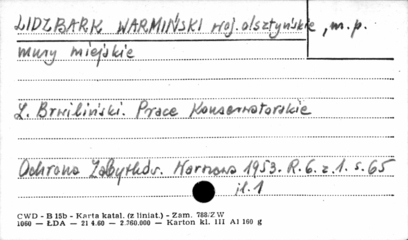 LIDZBARK WARMIŃSKI woj. olsztyńskie, m.p.
mury miejskie
Z. Brwiliński. Prace Konserwatorskie
Ochrona Zabytków. Warszawa 1953. R.6. z.1. s.65
il.1
CWD - B 15b - Karta katal. (z liniat.) - Zam. 788/Z W
1060 — ŁDA — 21 4.60 — 2.760.000 — Karton kl. III A1 160 g